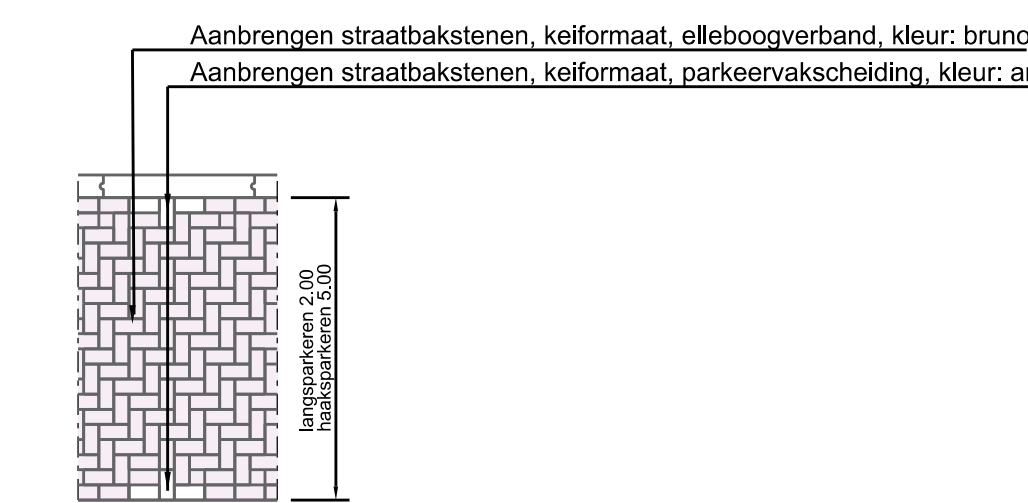 Aanbrengen straatbakstenen, keiformaat, elleboogverband, kleur: bruno
Aanbrengen straatbakstenen, keiformaat, parkeervakscheiding, kleur:
langsparkeren 2.00
haaksparkeren 5.00